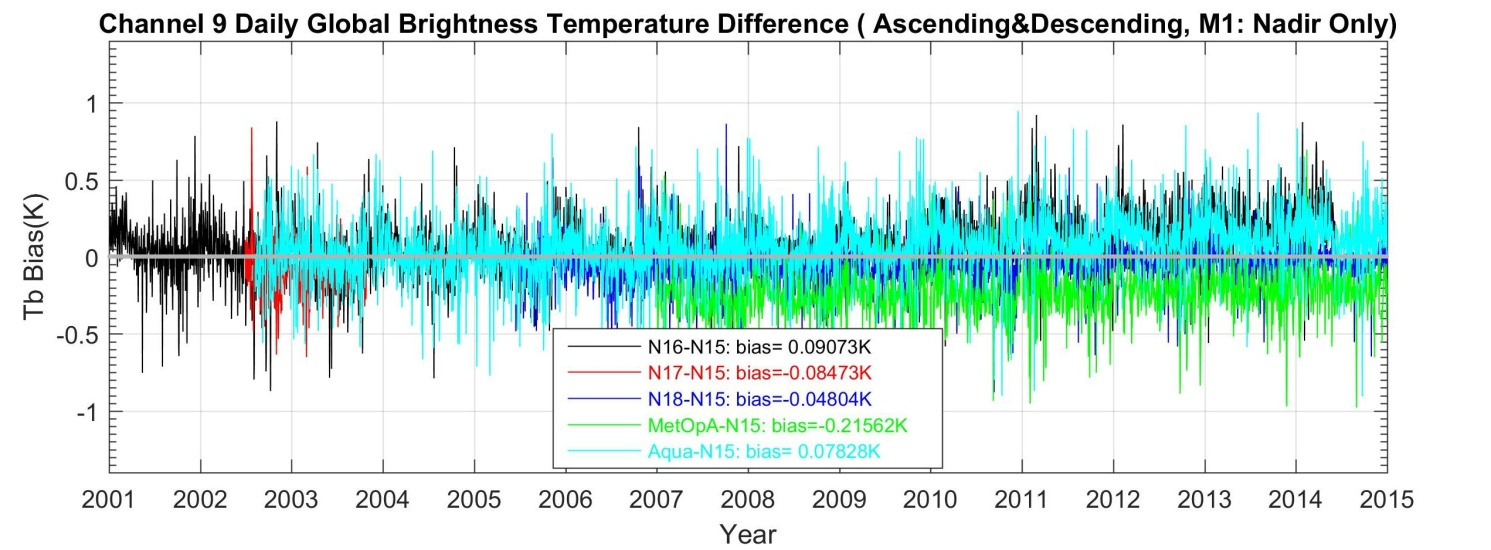 Channel 9 Daily Global Brightness Temperature Difference ( Ascending&Descending, M1: Nadir Only)
Tb Bias(K)
1
0.5
0
-0.5
-1
N16-N15: bias= 0.09073K
N17-N15: bias=-0.08473K
N18-N15: bias=-0.04804K
MetOpA-N15: bias=-0.21562K
Aqua-N15: bias= 0.07828K
2001 2002 2003 2004 2005 2006 2007 2008 2009 2010 2011 2012 2013 2014 2015
Year